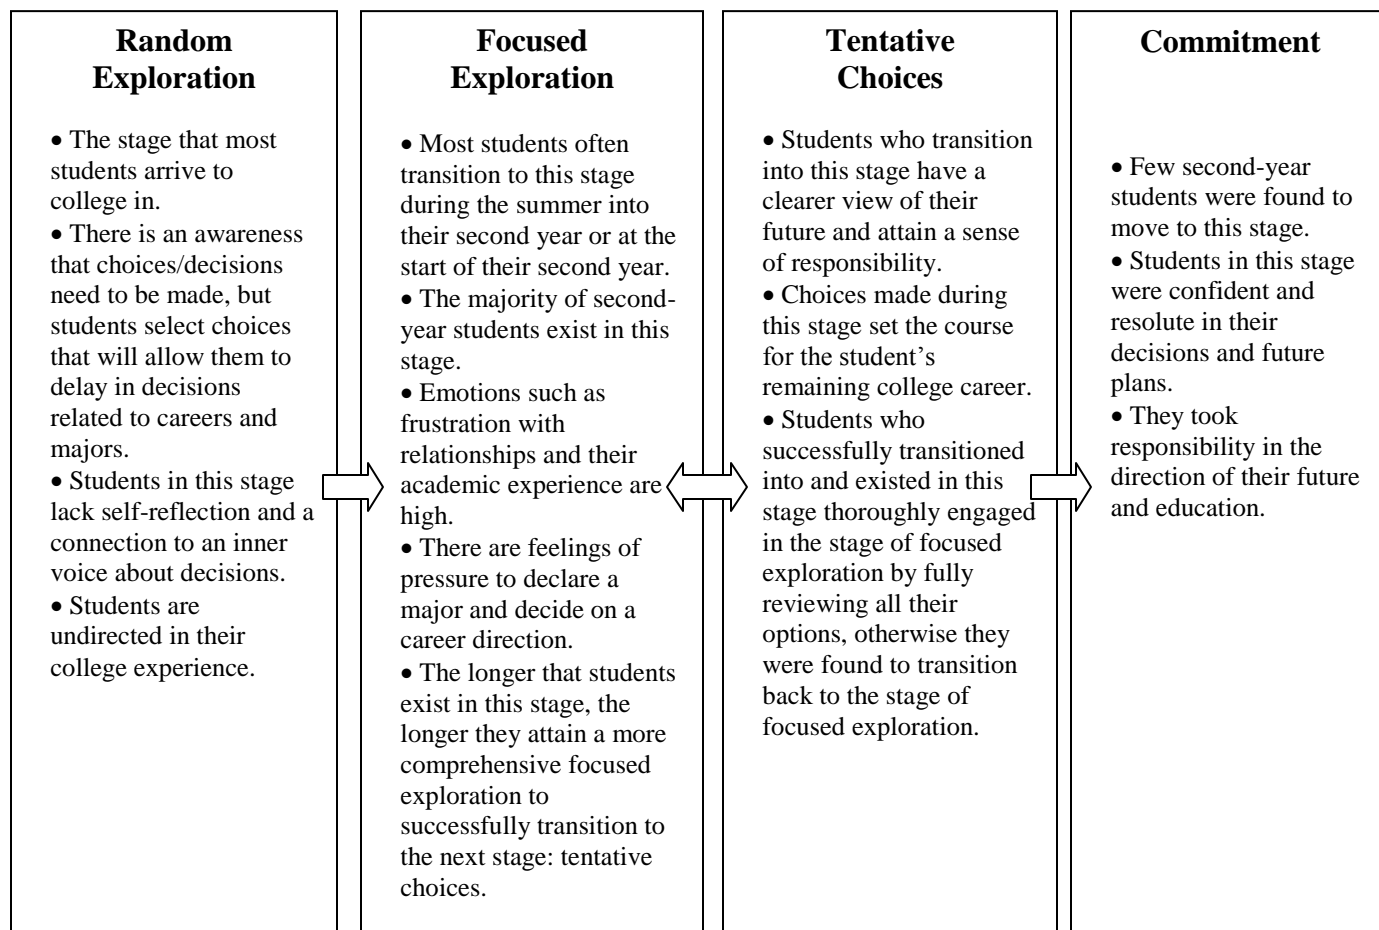 Random
Exploration
• The stage that most
students arrive to
college in.
• There is an awareness
that choices/decisions
need to be made, but
students select choices
that will allow them to
delay in decisions
related to careers and
majors.
• Students in this stage
lack self-reflection and a
connection to an inner
voice about decisions.
• Students are
undirected in their
college experience.
Focused
Exploration
• Most students often
transition to this stage
during the summer into
their second year or at the
start of their second year.
• The majority of second-
year students exist in this
stage.
• Emotions such as
frustration with
relationships and their
academic experience are
high.
• There are feelings of
pressure to declare a
major and decide on a
career direction.
• The longer that students
exist in this stage, the
longer they attain a more
comprehensive focused
exploration to
successfully transition to
the next stage: tentative
choices.
Tentative
Choices
• Students who transition
into this stage have a
clearer view of their
future and attain a sense
of responsibility.
• Choices made during
this stage set the course
for the student’s
remaining college career.
• Students who
successfully transitioned
into and existed in this
stage thoroughly engaged
in the stage of focused
exploration by fully
reviewing all their
options, otherwise they
were found to transition
back to the stage of
focused exploration.
Commitment
• Few second-year
students were found to
move to this stage.
• Students in this stage
were confident and
resolute in their
decisions and future
plans.
• They took
responsibility in the
direction of their future
and education.